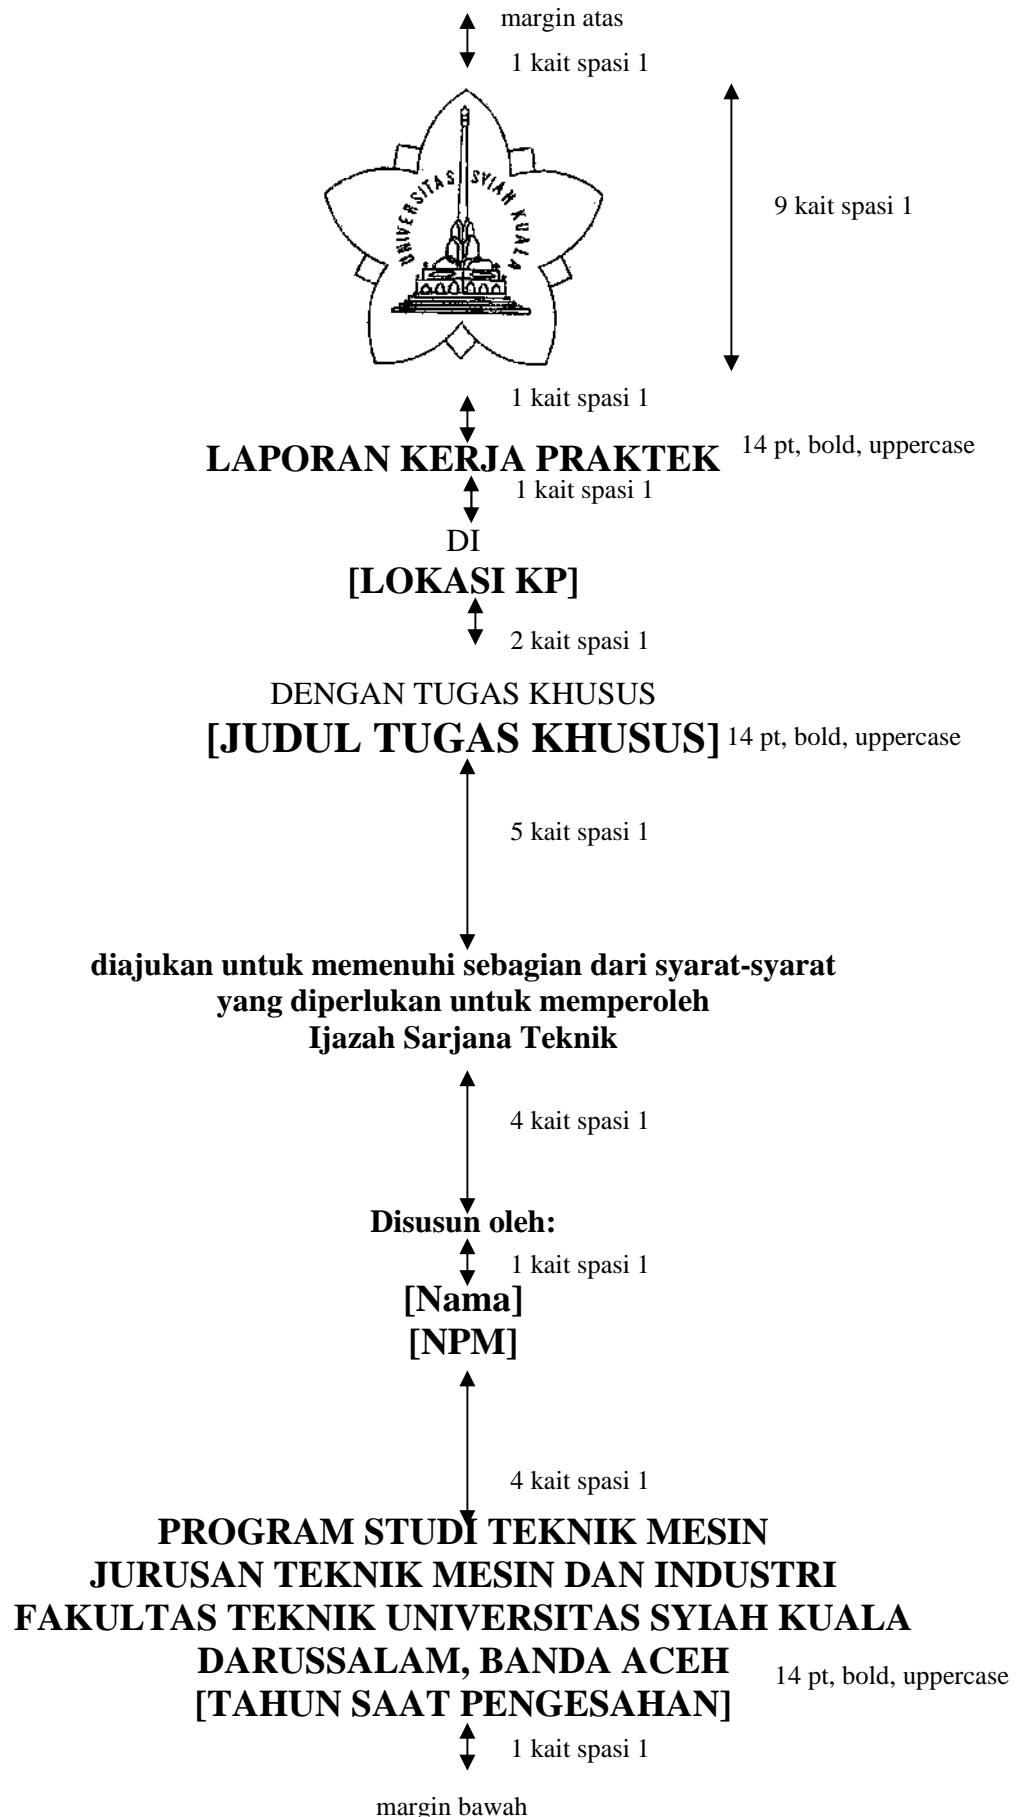 margin atas
1 kait spasi 1
UNIVERSITAS SYIAH KUALA
9 kait spasi 1
1 kait spasi 1
LAPORAN KERJA PRAKTEK 14 pt, bold, uppercase
1 kait spasi 1
DI
[LOKASI KP]
2 kait spasi 1
DENGAN TUGAS KHUSUS
[JUDUL TUGAS KHUSUS] 14 pt, bold, uppercase
5 kait spasi 1
diajukan untuk memenuhi sebagian dari syarat-syarat
yang diperlukan untuk memperoleh
Ijazah Sarjana Teknik
4 kait spasi 1
Disusun oleh:
1 kait spasi 1
[Nama]
[NPM]
4 kait spasi 1
PROGRAM STUDI TEKNIK MESIN
JURUSAN TEKNIK MESIN DAN INDUSTRI
FAKULTAS TEKNIK UNIVERSITAS SYIAH KUALA
DARUSSALAM, BANDA ACEH
14 pt, bold, uppercase
[TAHUN SAAT PENGESAHAN]
1 kait spasi 1
margin bawah